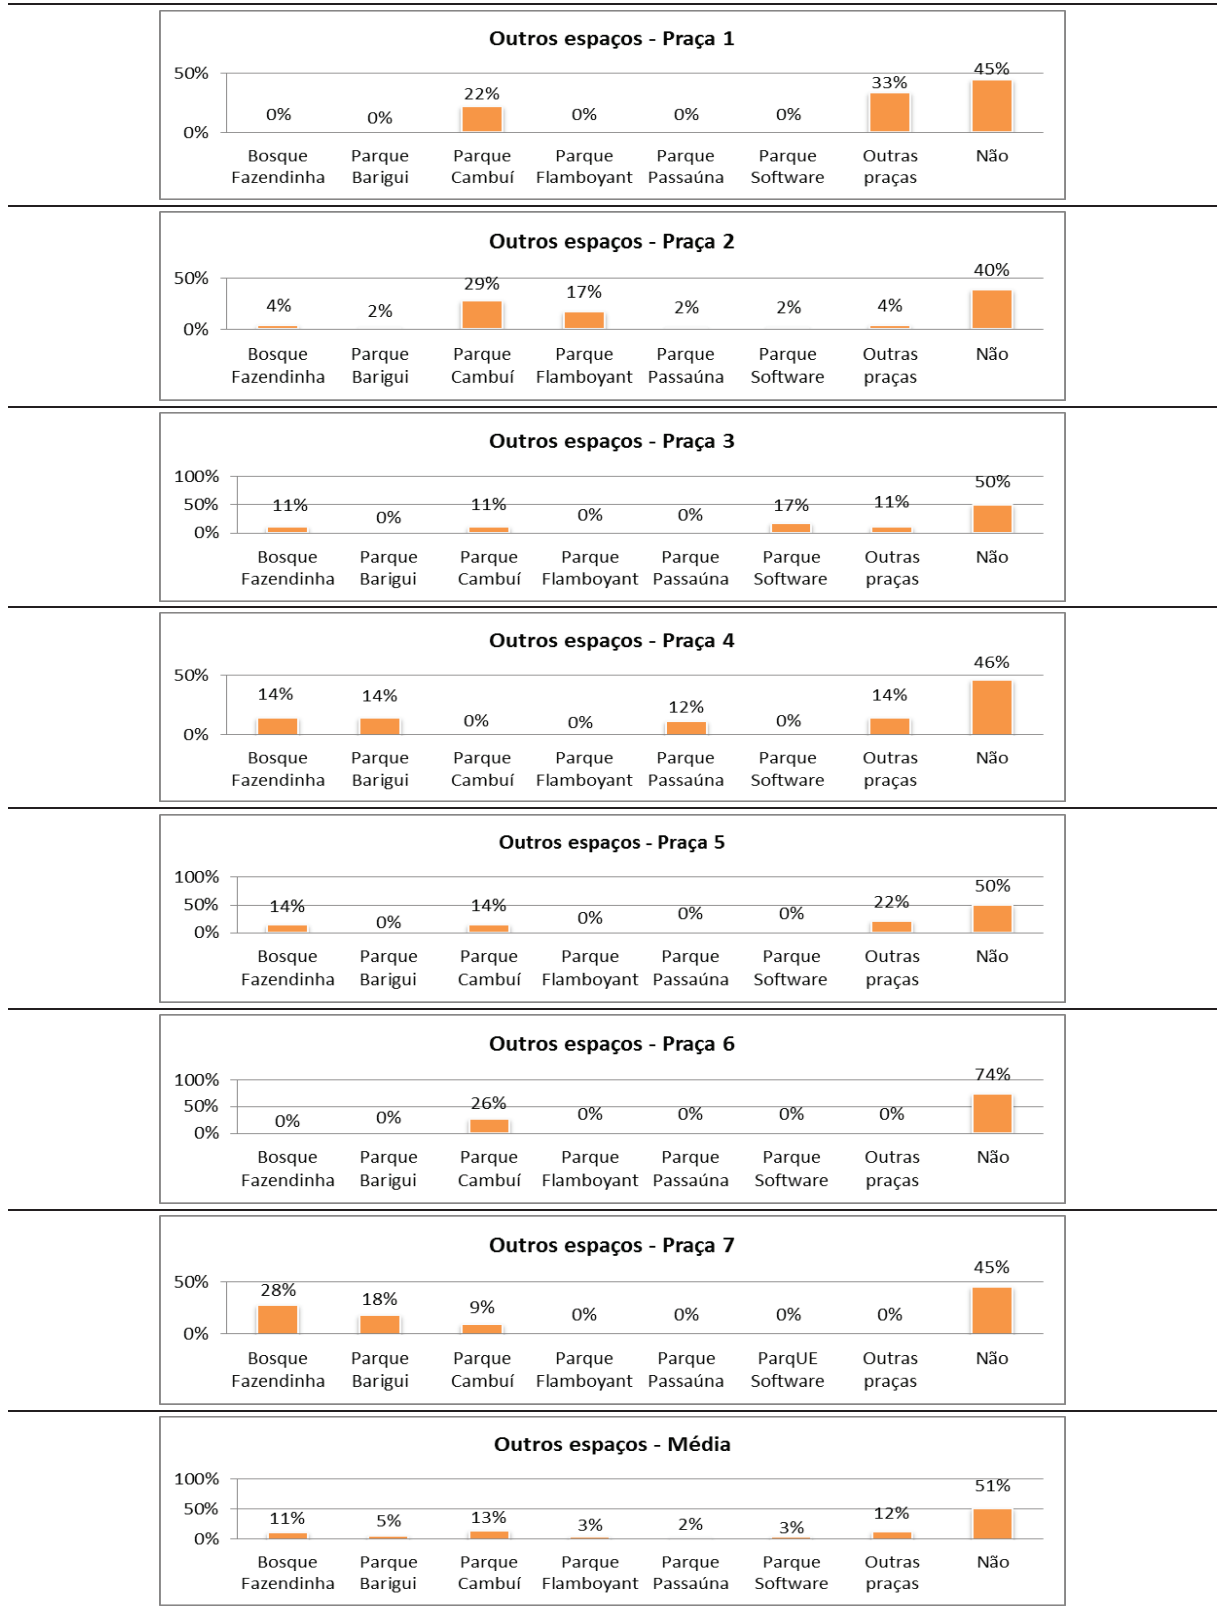 Outros espaços - Praça 1
50%
0%
0% 0% 22% 0% 0% 0% 33% 45%
Bosque Parque Parque Parque Parque Parque Outras Não
Fazendinha Barigui Cambuí Flamboyant Passaúna Software praças
Outros espaços - Praça 2
50%
0%
4% 2% 29% 17% 2% 2% 4% 40%
Bosque Parque Parque Parque Parque Parque Outras Não
Fazendinha Barigui Cambuí Flamboyant Passaúna Software praças
Outros espaços - Praça 3
100%
50%
0%
11% 0% 11% 0% 0% 17% 11% 50%
Bosque Parque Parque Parque Parque Parque Outras Não
Fazendinha Barigui Cambuí Flamboyant Passaúna Software praças
Outros espaços - Praça 4
50%
0%
14% 14% 0% 0% 12% 0% 14% 46%
Bosque Parque Parque Parque Parque Parque Outras Não
Fazendinha Barigui Cambuí Flamboyant Passaúna Software praças
Outros espaços - Praça 5
100%
50%
0%
14% 0% 14% 0% 0% 0% 22% 50%
Bosque Parque Parque Parque Parque Parque Outras Não
Fazendinha Barigui Cambuí Flamboyant Passaúna Software praças
Outros espaços - Praça 6
100%
50%
0%
0% 0% 26% 0% 0% 0% 0% 74%
Bosque Parque Parque Parque Parque Parque Outras Não
Fazendinha Barigui Cambuí Flamboyant Passaúna Software praças
Outros espaços - Praça 7
50%
0%
28% 18% 9% 0% 0% 0% 0% 45%
Bosque Parque Parque Parque Parque ParqUE Outras Não
Fazendinha Barigui Cambuí Flamboyant Passaúna Software praças
Outros espaços - Média
100%
50%
0%
11% 5% 13% 3% 2% 3% 12% 51%
Bosque Parque Parque Parque Parque Parque Outras Não
Fazendinha Barigui Cambuí Flamboyant Passaúna Software praças